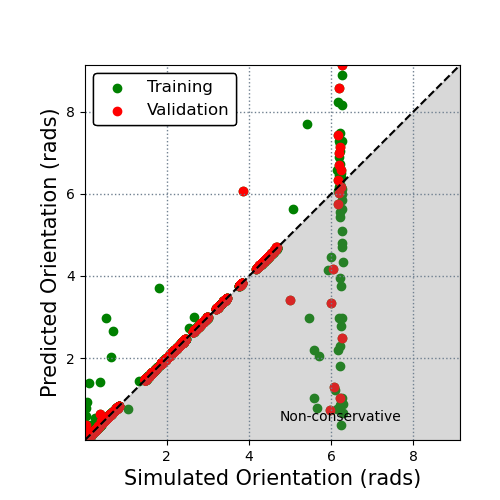 Training
Validation
Predicted Orientation (rads)
8
6
4
2
Non-conservative
2
4
6
8
Simulated Orientation (rads)